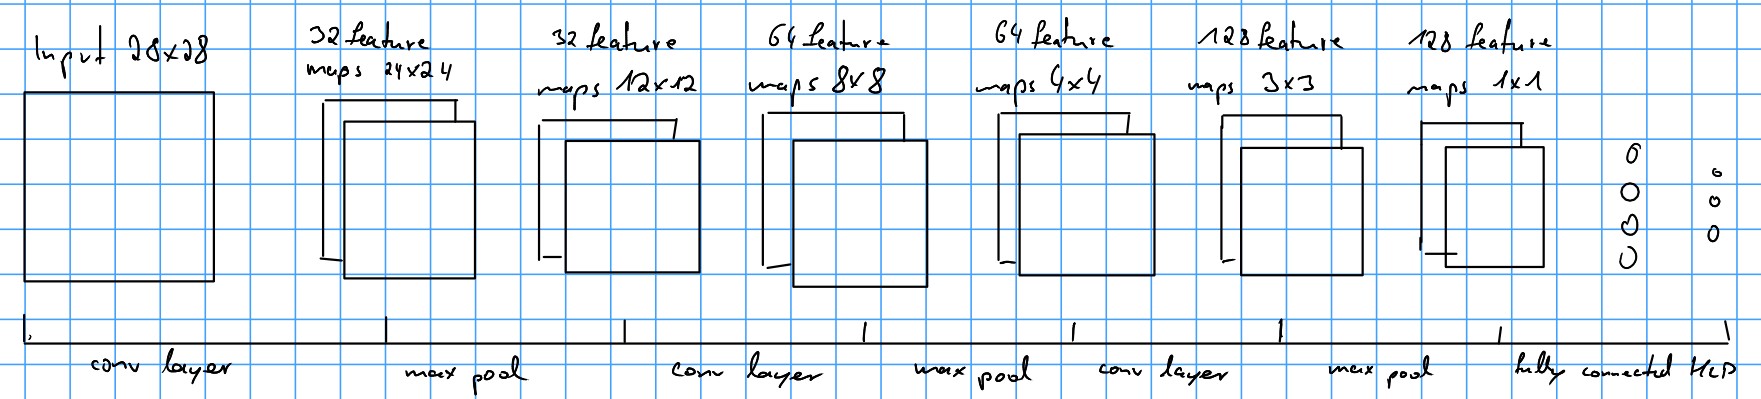 Input 28x28
32 feature
maps 24x24
32 feature
maps 12x12
64 feature
maps 8x8
64 feature
maps 4x4
128 feature
maps 3x3
128 feature
maps 1x1
conv layer
max pool
conv layer
max pool
conv layer
max pool
fully connected MLP